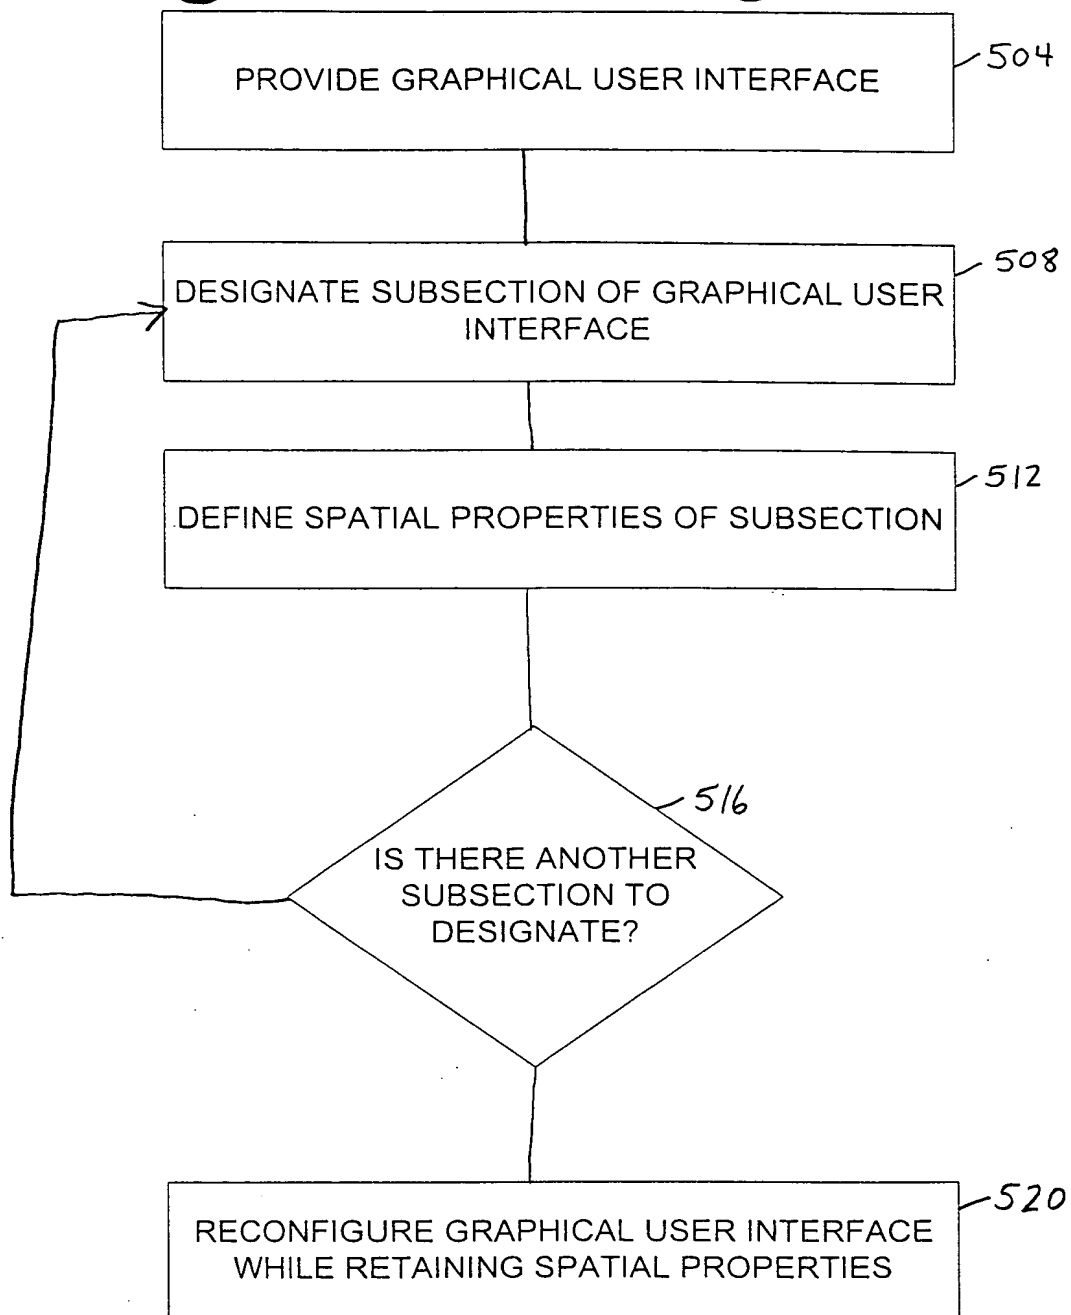 PROVIDE GRAPHICAL USER INTERFACE
504
DESIGNATE SUBSECTION OF GRAPHICAL USER
INTERFACE
508
DEFINE SPATIAL PROPERTIES OF SUBSECTION
512
IS THERE ANOTHER
SUBSECTION TO
DESIGNATE?
516
RECONFIGURE GRAPHICAL USER INTERFACE
WHILE RETAINING SPATIAL PROPERTIES
520